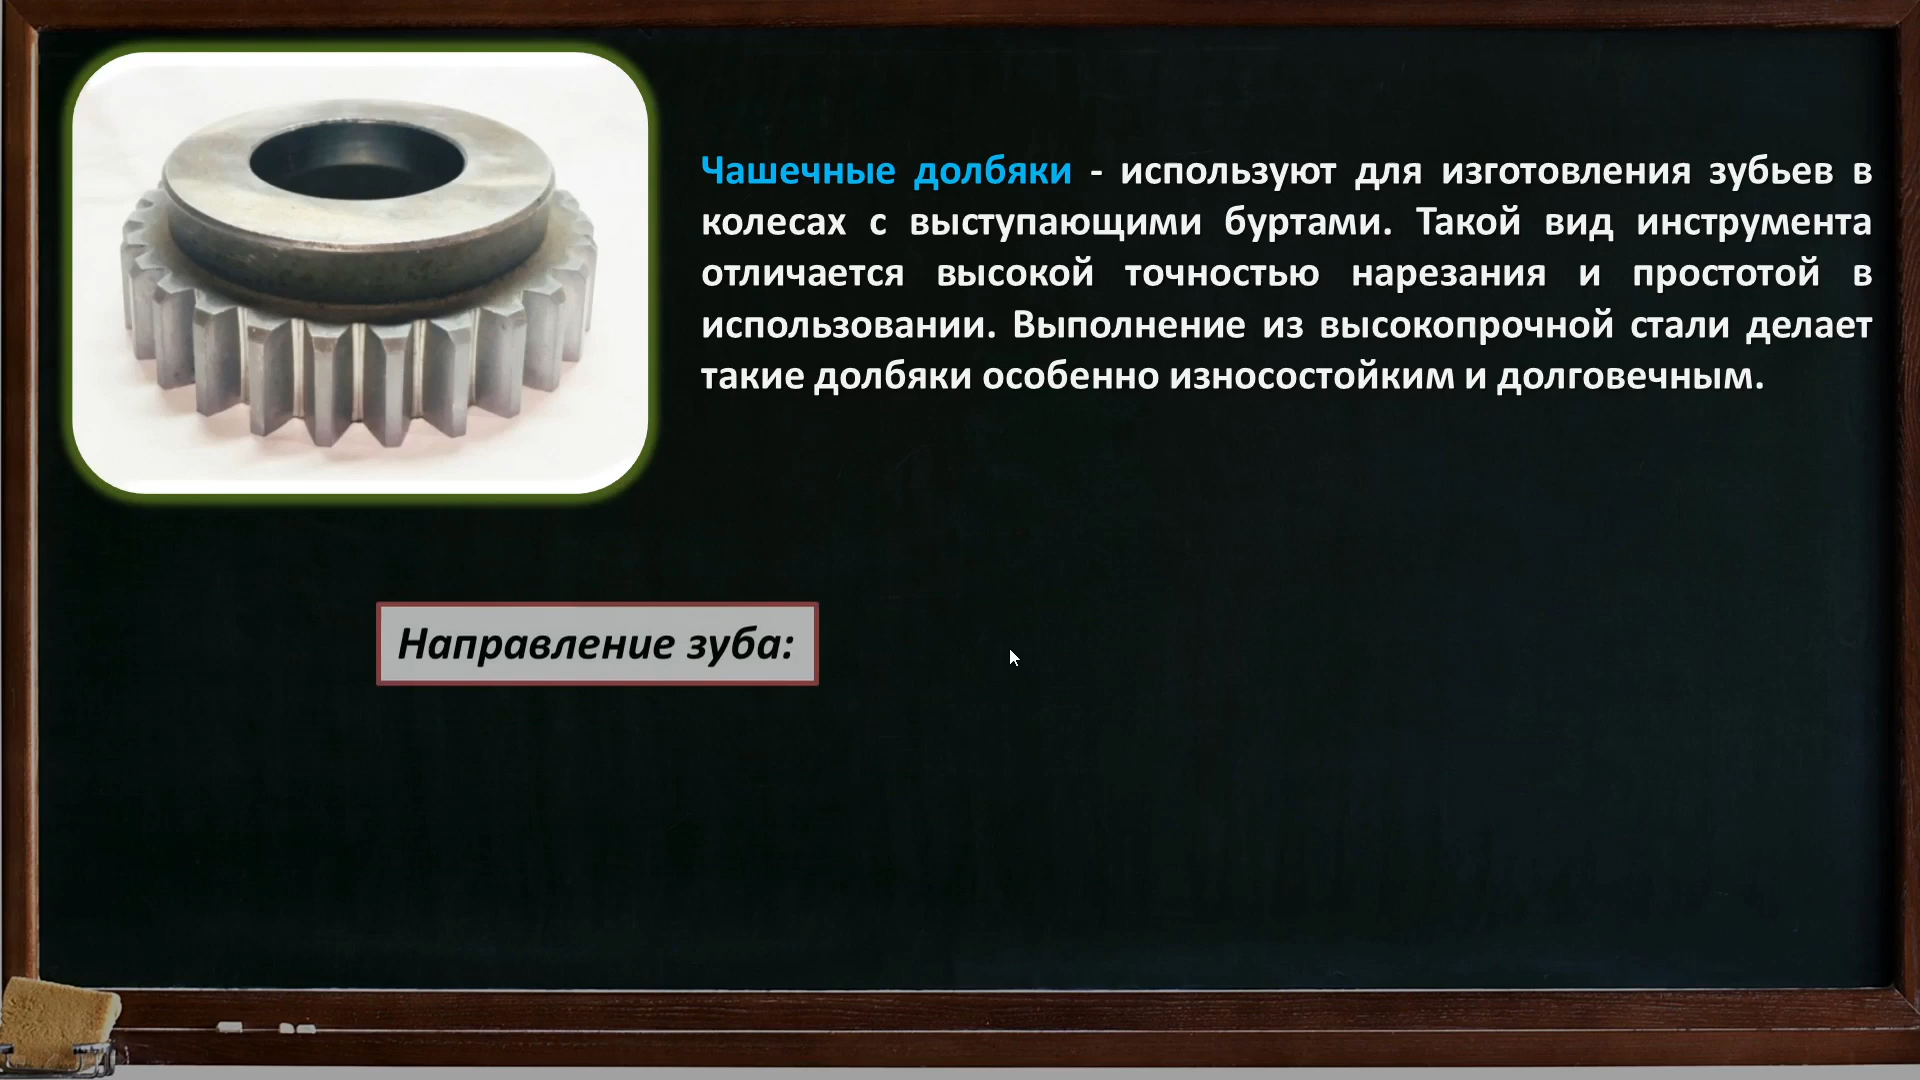 Чашечные долбяки - используют для изготовления зубьев в
колесах с выступающими буртами. Такой вид инструмента
отличается высокой точностью нарезания и простотой в
использовании. Выполнение из высокопрочной стали делает
такие долбяки особенно износостойким и долговечным.
Направление зуба: